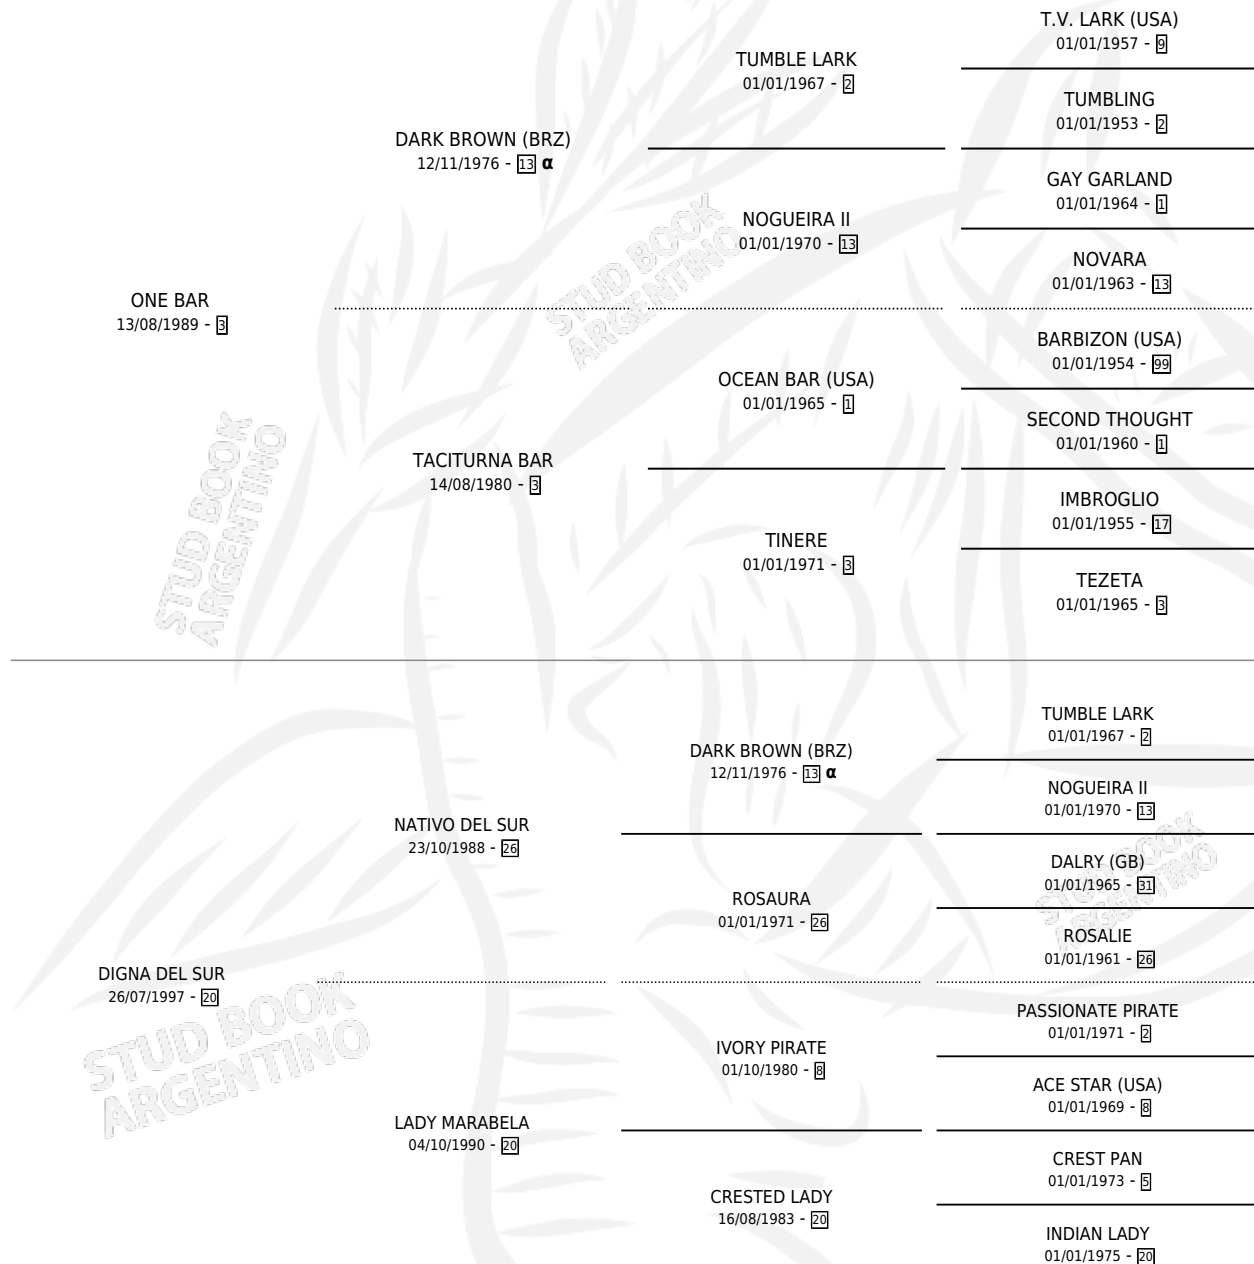 T.V. LARK (USA)
01/01/1957 - 9
TUMBLE LARK
01/01/1967 - 2
TUMBLING
01/01/1953 - 2
DARK BROWN (BRZ)
12/11/1976 - 13 α
GAY GARLAND
01/01/1964 - 1
NOGUEIRA II
01/01/1970 - 13
NOVARA
01/01/1963 - 13
ONE BAR
13/08/1989 - 3
BARBIZON (USA)
01/01/1954 - 99
OCEAN BAR (USA)
01/01/1965 - 1
SECOND THOUGHT
01/01/1960 - 1
TACITURNA BAR
14/08/1980 - 3
IMBROGLIO
01/01/1955 - 17
TINERE
01/01/1971 - 3
TEZETA
01/01/1965 - 3
STUD BOOK
ARGENTINO
STUD BOOK
ARGENTINO
TUMBLE LARK
01/01/1967 - 2
DARK BROWN (BRZ)
12/11/1976 - 13 α
NOGUEIRA II
01/01/1970 - 13
NATIVO DEL SUR
23/10/1988 - 26
DALRY (GB)
01/01/1965 - 31
ROSAURA
01/01/1971 - 26
ROSALIE
01/01/1961 - 26
DIGNA DEL SUR
26/07/1997 - 20
PASSIONATE PIRATE
01/01/1971 - 2
IVORY PIRATE
01/10/1980 - 8
ACE STAR (USA)
01/01/1969 - 8
LADY MARABELA
04/10/1990 - 20
CREST PAN
01/01/1973 - 5
CRESTED LADY
16/08/1983 - 20
INDIAN LADY
01/01/1975 - 20
STUD BOOK
ARGENTINO
STUD BOOK
ARGENTINO